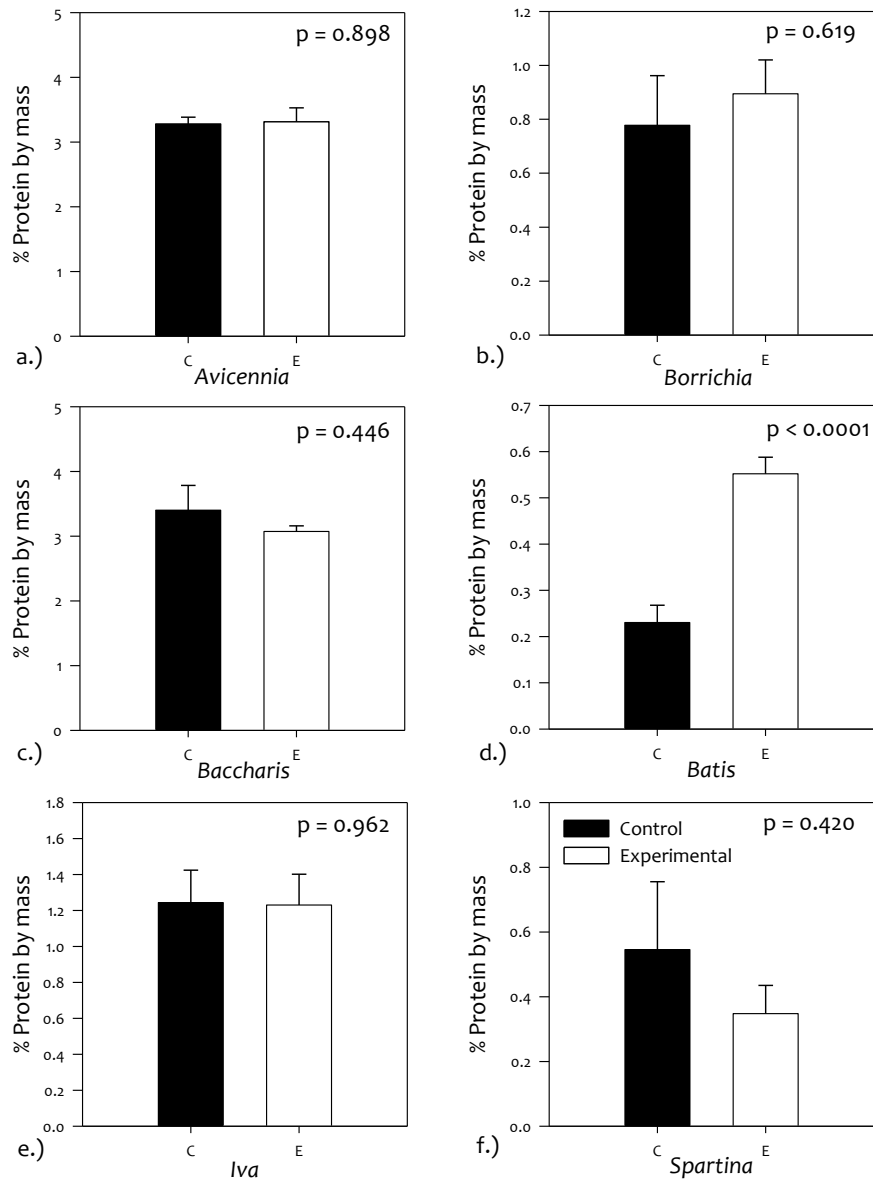 5
p = 0.898
4
3
2
1
0
% Protein by mass
C
E
a.)
Avicennia
1.2
p = 0.619
1.0
0.8
0.6
0.4
0.2
0.0
% Protein by mass
C
E
b.)
Borrichia
5
p = 0.446
4
3
2
1
0
% Protein by mass
C
E
c.)
Baccharis
0.7
p < 0.0001
0.6
0.5
0.4
0.3
0.2
0.1
0.0
% Protein by mass
C
E
d.)
Batis
1.8
p = 0.962
1.6
1.4
1.2
1.0
0.8
0.6
0.4
0.2
0.0
% Protein by mass
C
E
e.)
Iva
1.0
Control
p = 0.420
Experimental
0.8
0.6
0.4
0.2
0.0
% Protein by mass
C
E
f.)
Spartina